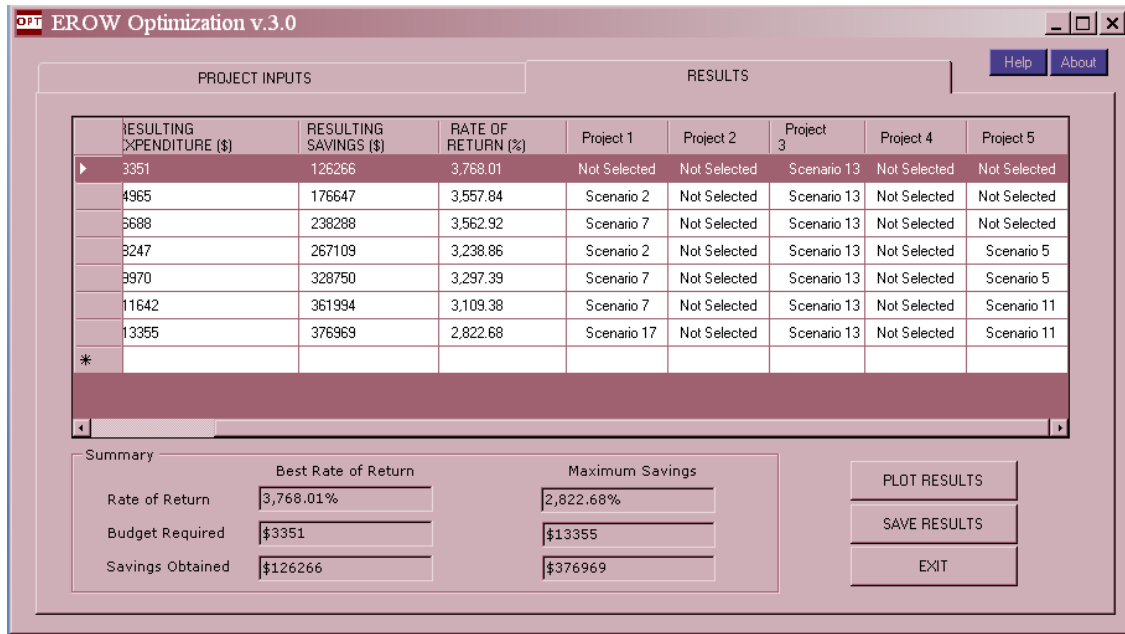 OPT EROW Optimization v.3.0
Help About
PROJECT INPUTS RESULTS
RESULTING EXPENDITURE ($) RESULTING SAVINGS ($) RATE OF RETURN (%) Project 1 Project 2 Project 3 Project 4 Project 5
3351 126266 3,768.01 Not Selected Not Selected Scenario 13 Not Selected Not Selected
4965 176647 3,557.84 Scenario 2 Not Selected Scenario 13 Not Selected Not Selected
6688 238288 3,562.92 Scenario 7 Not Selected Scenario 13 Not Selected Not Selected
8247 267109 3,238.86 Scenario 2 Not Selected Scenario 13 Not Selected Scenario 5
9970 328750 3,297.39 Scenario 7 Not Selected Scenario 13 Not Selected Scenario 5
11642 361994 3,109.38 Scenario 7 Not Selected Scenario 13 Not Selected Scenario 11
13355 376969 2,822.68 Scenario 17 Not Selected Scenario 13 Not Selected Scenario 11
Summary
Best Rate of Return Maximum Savings
Rate of Return 3,768.01% 2,822.68%
Budget Required $3351 $13355
Savings Obtained $126266 $376969
PLOT RESULTS
SAVE RESULTS
EXIT